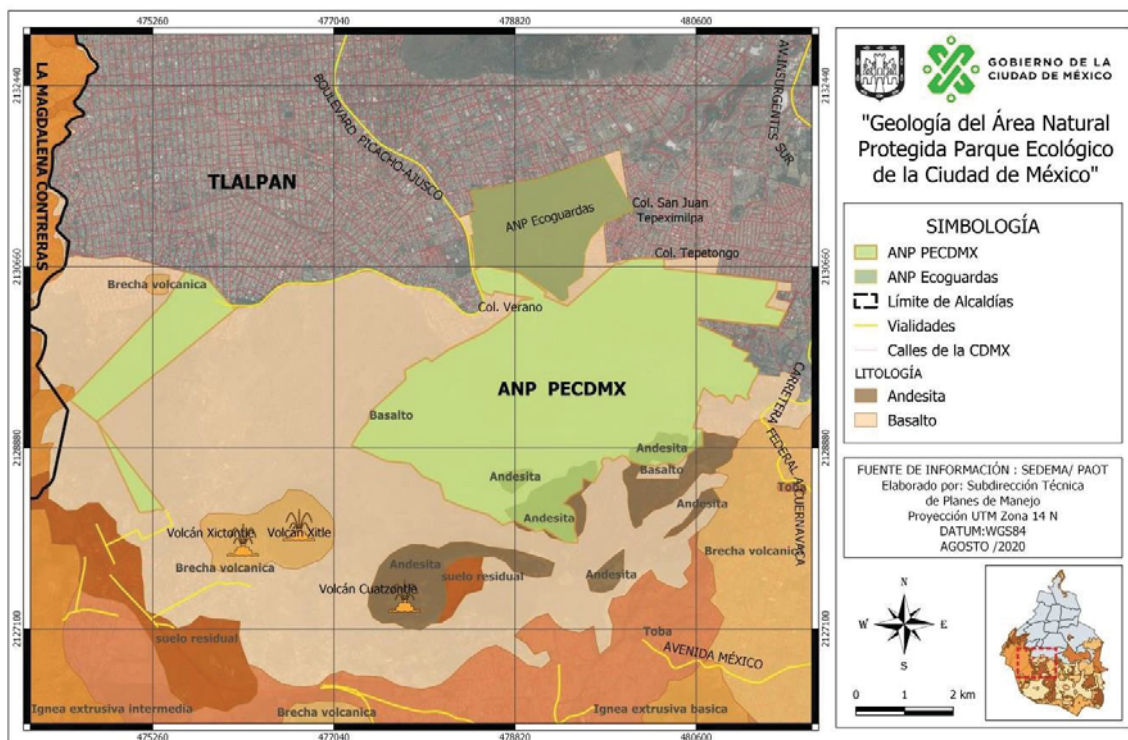 475260
477040
478820
480600
2132440
2130660
2128880
2127100
LA MAGDALENA CONTRERAS
TLALPAN
BOULEVARD PICACHO-AJUSCO
AV.INSURGENTES SUR
ANP Ecoguardas
Col. San Juan
Tepeximilpa
Col. Tepetongo
Brecha volcanica
Col. Verano
ANP PECDMX
Basalto
CARRETERA FEDERAL A CUERNAVACA
Andesita
Andesita
Basalto
Toba
Andesita
Andesita
Volcán Xictontle
Volcán Xitle
Brecha volcanica
Andesita
suelo residual
Volcán Cuatzontle
Andesita
Brecha volcanica
suelo residual
Toba
AVENIDA MÉXICO
Ignea extrusiva intermedia
Brecha volcanica
Ignea extrusiva basica
475260
477040
478820
480600
2132440
2130660
2128880
2127100
GOBIERNO DE LA
CIUDAD DE MÉXICO
"Geología del Área Natural
Protegida Parque Ecológico
de la Ciudad de México"
SIMBOLOGÍA
ANP PECDMX
ANP Ecoguardas
Límite de Alcaldías
Vialidades
Calles de la CDMX
LITOLOGÍA
Andesita
Basalto
FUENTE DE INFORMACIÓN : SEDEMA/ PAOT
Elaborado por: Subdirección Técnica
de Planes de Manejo
Proyección UTM Zona 14 N
DATUM:WGS84
AGOSTO /2020
N
W E
S
0 1 2 km